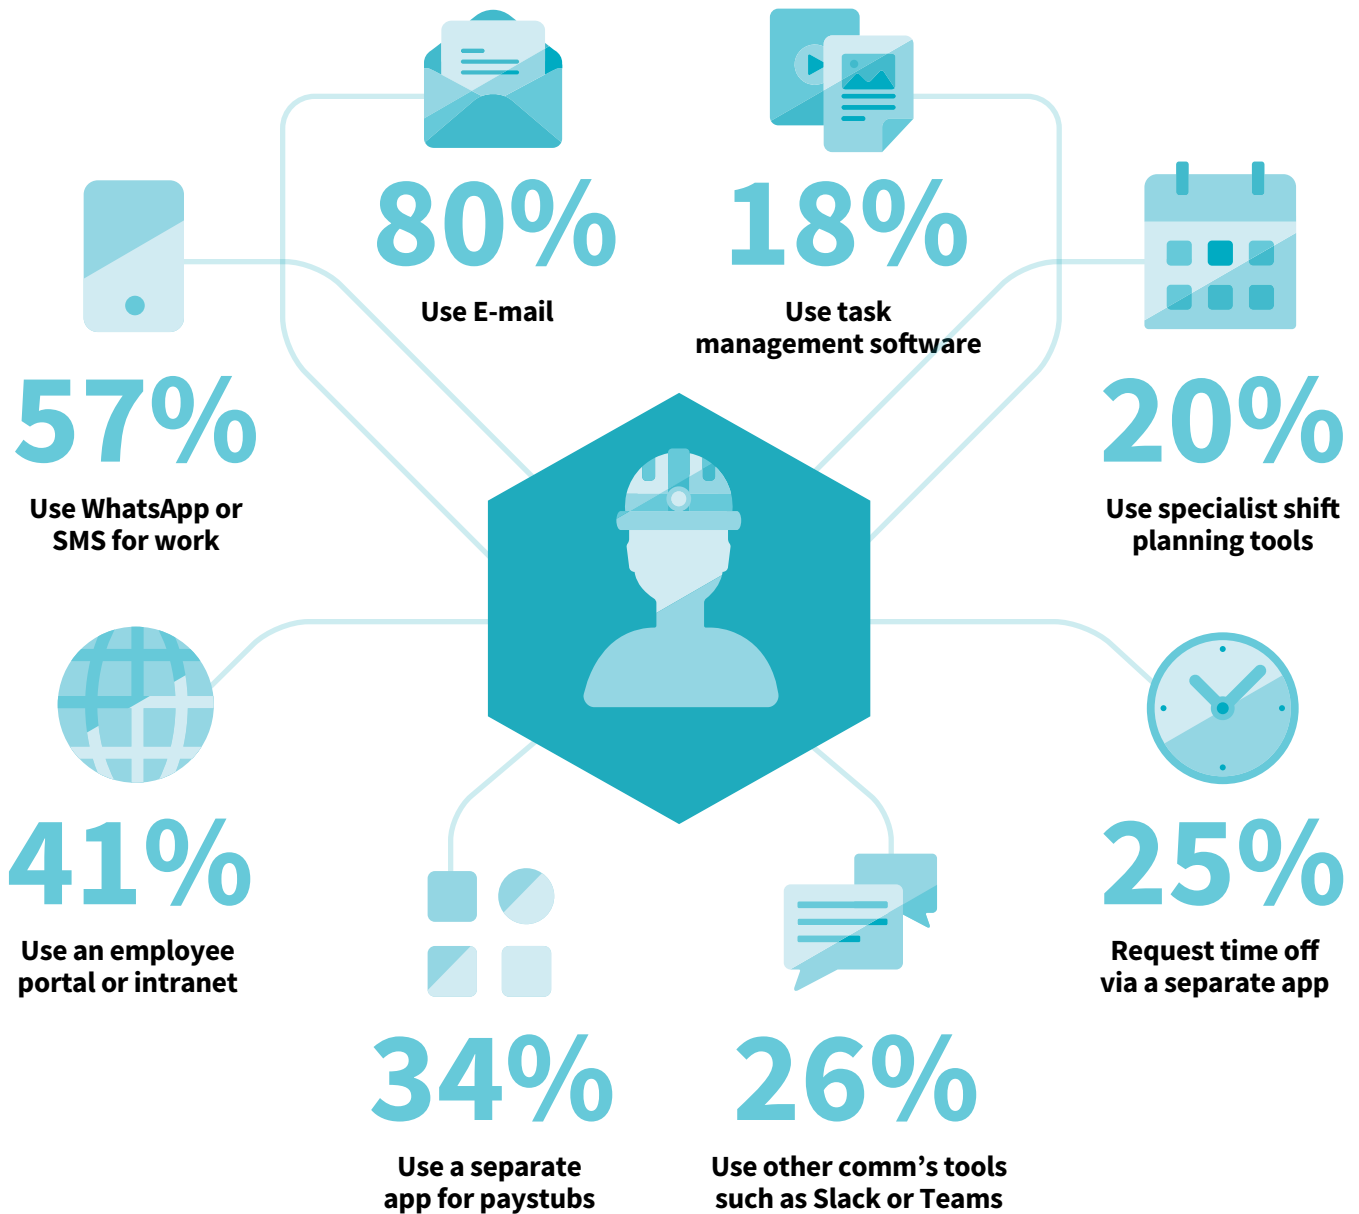 80%
Use E-mail
18%
Use task
management software
57%
Use WhatsApp or
SMS for work
20%
Use specialist shift
planning tools
41%
Use an employee
portal or intranet
25%
Request time off
via a separate app
34%
Use a separate
app for paystubs
26%
Use other comm’s tools
such as Slack or Teams